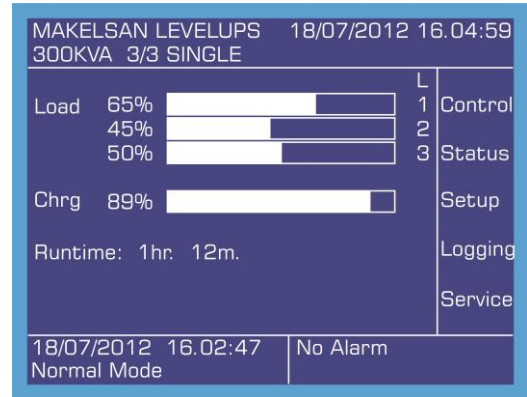 MAKELSAN LEVELUPS 18/07/2012 16.04:59
300KVA 3/3 SINGLE
L
Load 65% 1 Control
45% 2
50% 3 Status
Chrg 89% Setup
Runtime: 1hr. 12m. Logging
Service
18/07/2012 16.02:47 No Alarm
Normal Mode